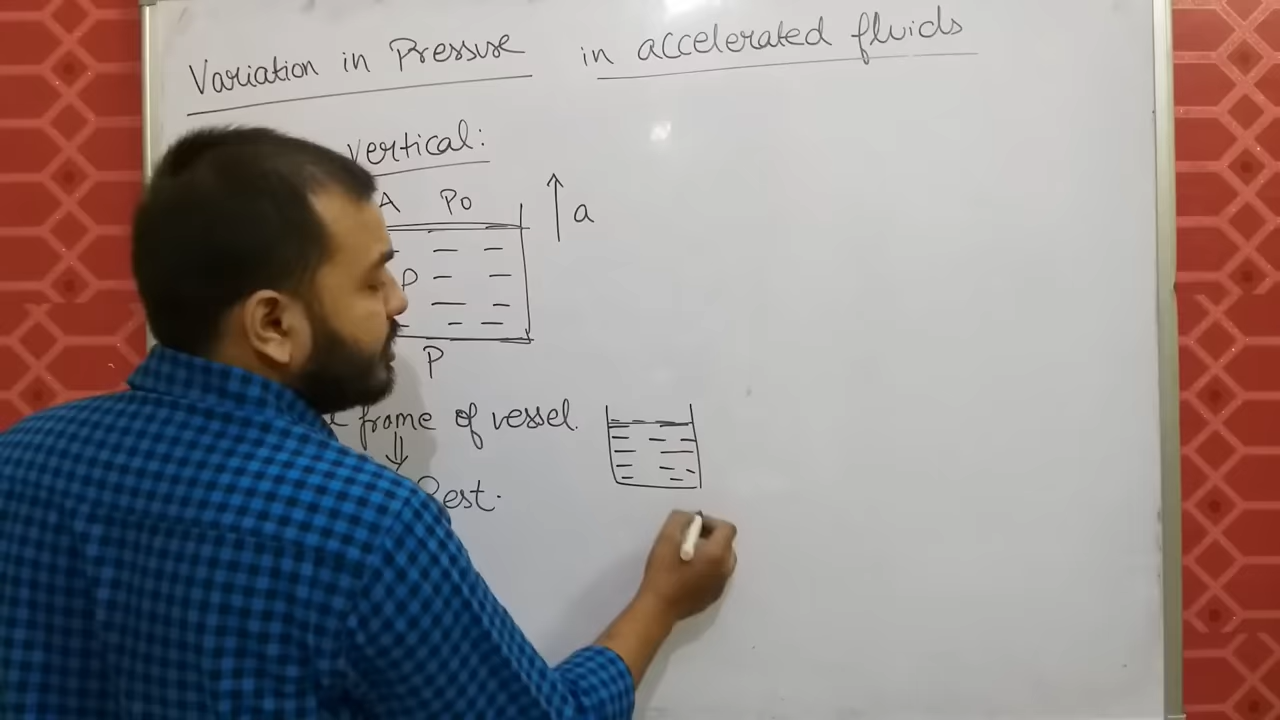 Variation in Pressure in accelerated fluids
vertical:
A Po
a
P
P
frame of vessel.
Rest.